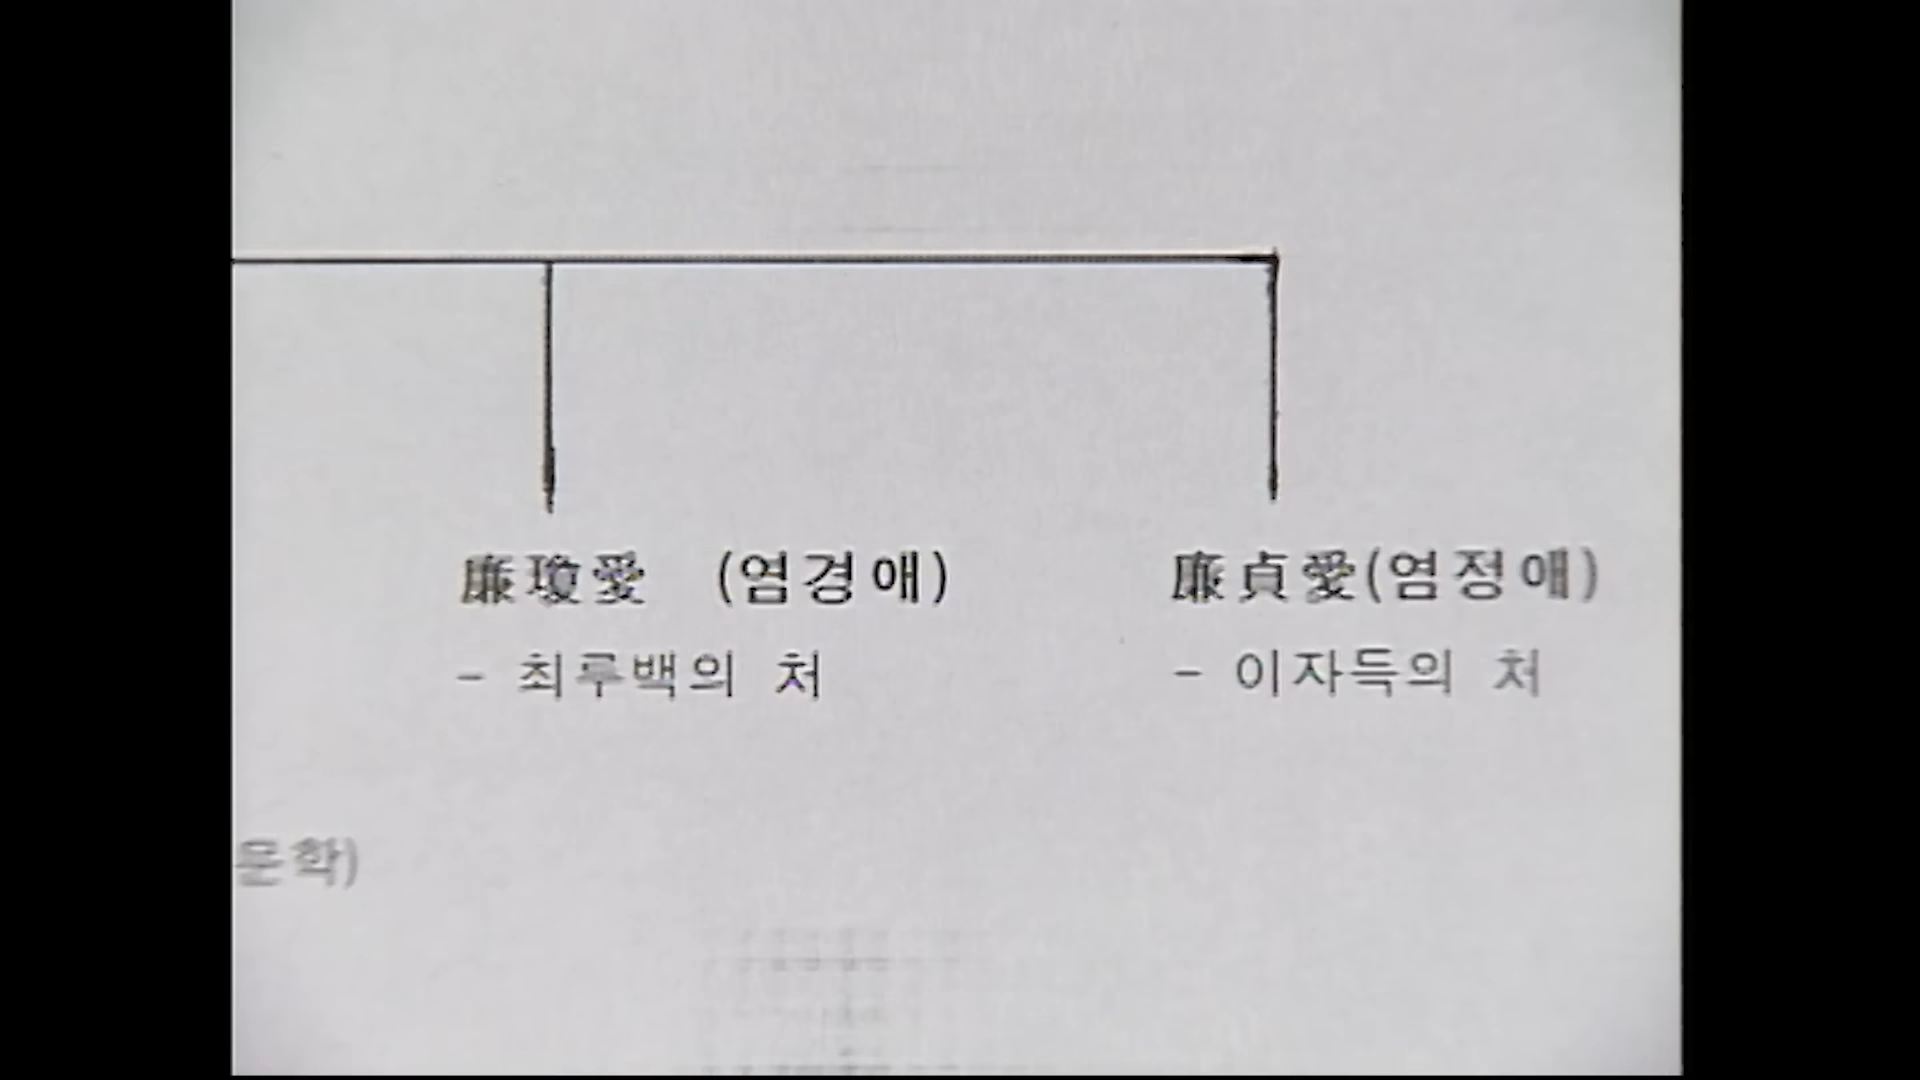 廉瓊愛 (염경애)
- 최루백의 처
廉貞愛(염정애)
- 이자득의 처
문학)